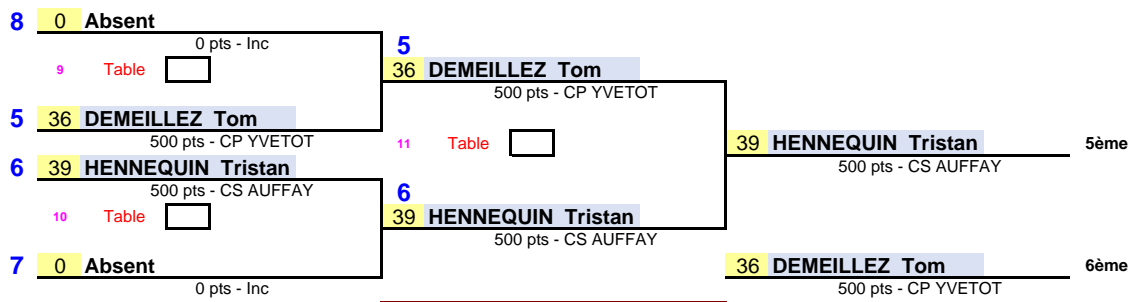 8 0 Absent
0 pts - Inc
5
9 Table
36 DEMEILLEZ Tom
500 pts - CP YVETOT
5 36 DEMEILLEZ Tom
500 pts - CP YVETOT
11 Table
39 HENNEQUIN Tristan 5ème
500 pts - CS AUFFAY
6 39 HENNEQUIN Tristan
500 pts - CS AUFFAY
6
10 Table
39 HENNEQUIN Tristan
500 pts - CS AUFFAY
7 0 Absent
0 pts - Inc
36 DEMEILLEZ Tom 6ème
500 pts - CP YVETOT